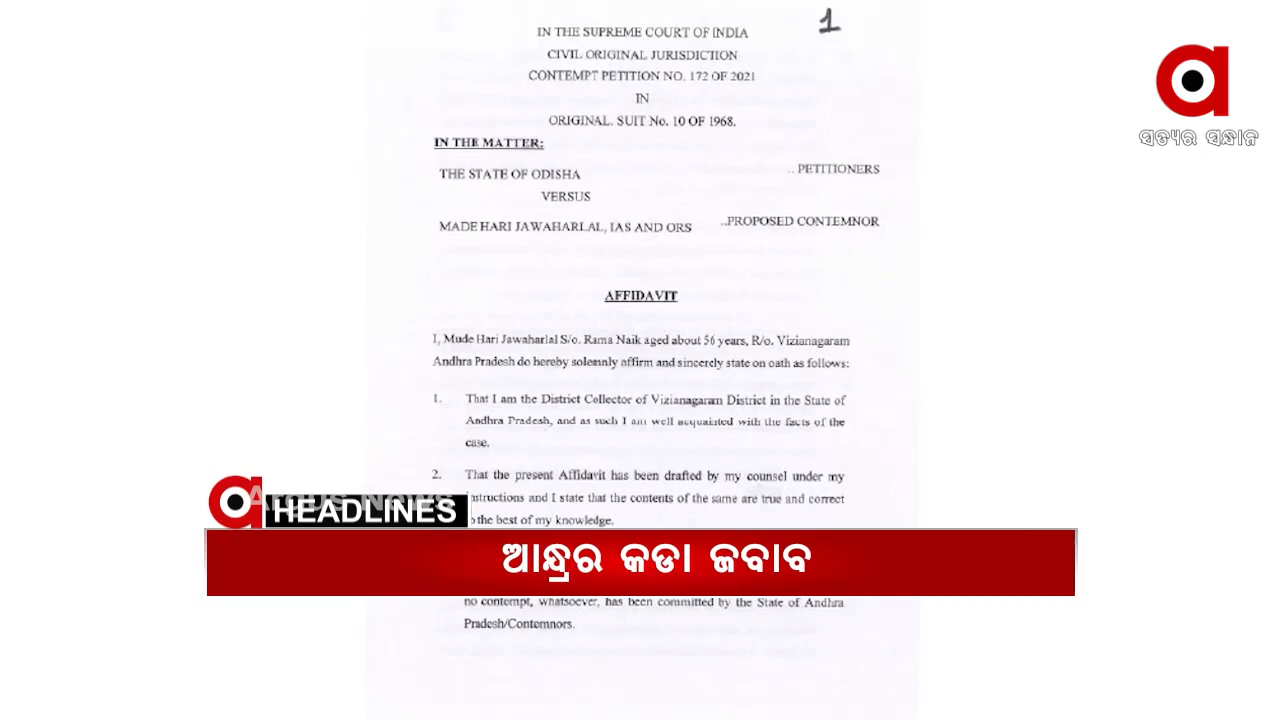 1
IN THE SUPREME COURT OF INDIA
CIVIL ORIGINAL JURISDICTION
CONTEMPT PETITION NO. 172 OF 2021
IN
ORIGINAL. SUIT No. 10 OF 1968.
IN THE MATTER:
THE STATE OF ODISHA .. PETITIONERS
VERSUS
MADE HARI JAWAHARLAL, IAS AND ORS ..PROPOSED CONTEMNOR
AFFIDAVIT
I, Mude Hari Jawaharlal S/o. Rama Naik aged about 56 years, R/o. Vizianagaram
Andhra Pradesh do hereby solemnly affirm and sincerely state on oath as follows:
1. That I am the District Collector of Vizianagaram District in the State of
Andhra Pradesh, and as such I am well acquainted with the facts of the
case.
2. That the present Affidavit has been drafted by my counsel under my
instructions and I state that the contents of the same are true and correct
the best of my knowledge.
no contempt, whatsoever, has been committed by the State of Andhra
Pradesh/Contemnors.
ସତ୍ୟର ସନ୍ଧାନ
Argus News
HEADLINES
ଆନ୍ଧ୍ରର କଡା ଜବାବ